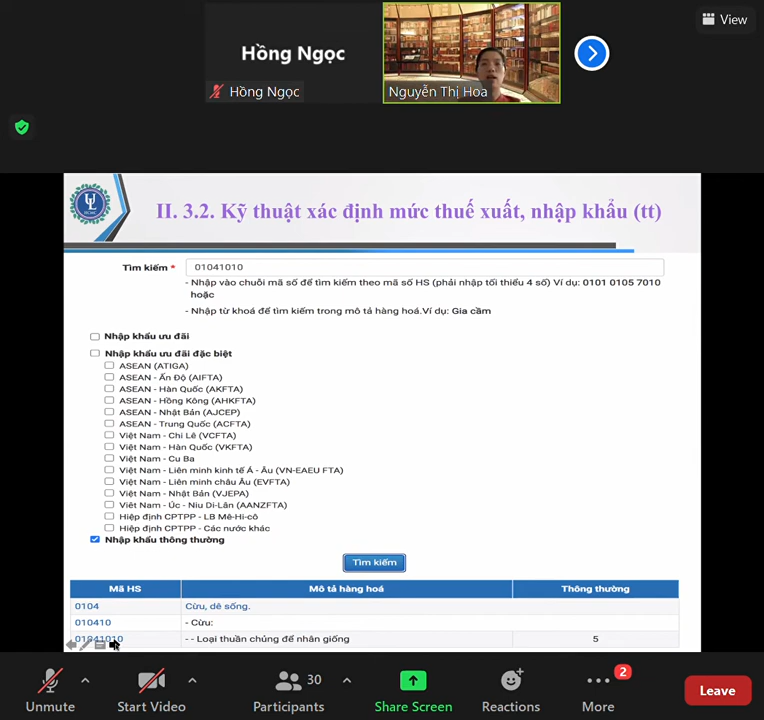 View
Hồng Ngọc
Hồng Ngọc
Nguyễn Thị Hoa
II. 3.2. Kỹ thuật xác định mức thuế xuất, nhập khẩu (tt)
Tìm kiếm *
01041010
- Nhập vào chuỗi mã số để tìm kiếm theo mã số HS (phải nhập tối thiểu 4 số) Ví dụ: 0101 0105 7010
hoặc
- Nhập từ khoá để tìm kiếm trong mô tả hàng hoá.Ví dụ: Gia cầm
Nhập khẩu ưu đãi
Nhập khẩu ưu đãi đặc biệt
ASEAN (ATIGA)
ASEAN - Ấn Độ (AIFTA)
ASEAN - Hàn Quốc (AKFTA)
ASEAN - Hồng Kông (AHKFTA)
ASEAN - Nhật Bản (AJCEP)
ASEAN - Trung Quốc (ACFTA)
Việt Nam - Chi Lê (VCFTA)
Việt Nam - Hàn Quốc (VKFTA)
Việt Nam - Cu Ba
Việt Nam - Liên minh kinh tế Á - Âu (VN-EAEU FTA)
Việt Nam - Liên minh châu Âu (EVFTA)
Việt Nam - Nhật Bản (VJEPA)
Việt Nam - Úc - Niu Di-Lân (AANZFTA)
Hiệp định CPTPP - LB Mê-Hi-cô
Hiệp định CPTPP - Các nước khác
Nhập khẩu thông thường
Tìm kiếm
Mã HS Mô tả hàng hoá Thông thường
0104 Cừu, dê sống.
010410 - Cừu:
01041010 - - Loại thuần chủng để nhân giống 5
30
2
Unmute Start Video Participants Share Screen Reactions More Leave